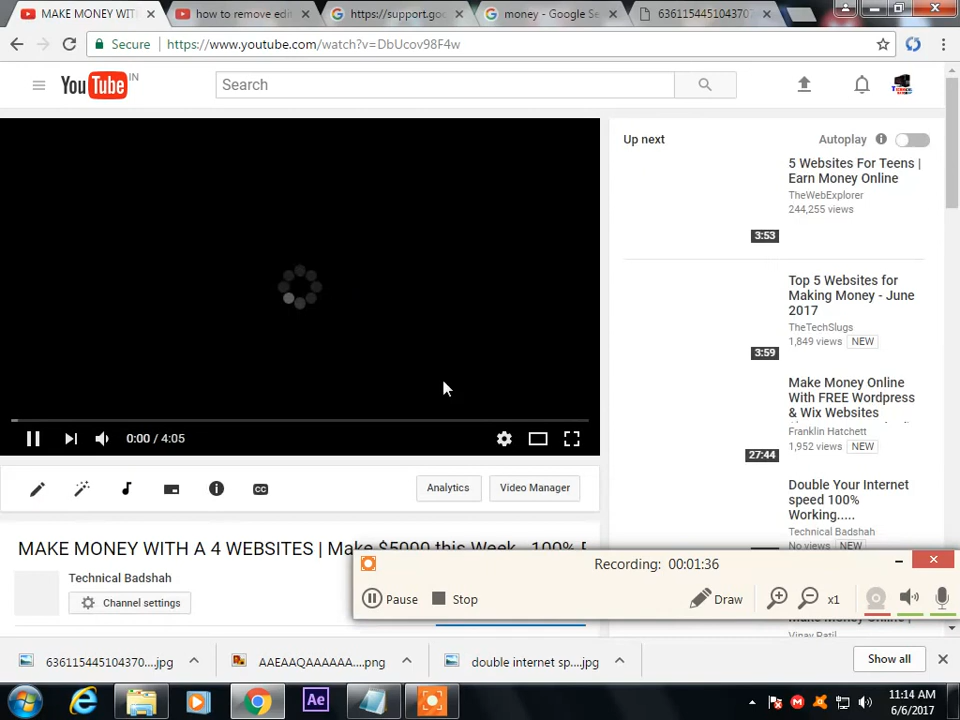 MAKE MONEY WIT
how to remove edit
https://support.goo
money - Google Se
6361154451043707
Secure
https://www.youtube.com/watch?v=DbUcov98F4w
YouTube IN
Search
Up next
Autoplay
5 Websites For Teens |
Earn Money Online
TheWebExplorer
244,255 views
3:53
Top 5 Websites for
Making Money - June
2017
TheTechSlugs
1,849 views NEW
3:59
Make Money Online
With FREE Wordpress
& Wix Websites
Franklin Hatchett
1,952 views NEW
27:44
Double Your Internet
speed 100%
Working.....
Technical Badshah
No views NEW
0:00 / 4:05
CC
Analytics
Video Manager
MAKE MONEY WITH A 4 WEBSITES | Make $5000 this Week
Technical Badshah
Channel settings
Recording: 00:01:36
Pause
Stop
Draw
x1
Vinay Patil
636115445104370....jpg
AAEAAQAAAAAA....png
double internet sp....jpg
Show all
Ae
11:14 AM
6/6/2017